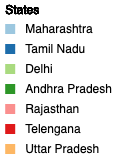 States
Maharashtra
Tamil Nadu
Delhi
Andhra Pradesh
Rajasthan
Telengana
Uttar Pradesh